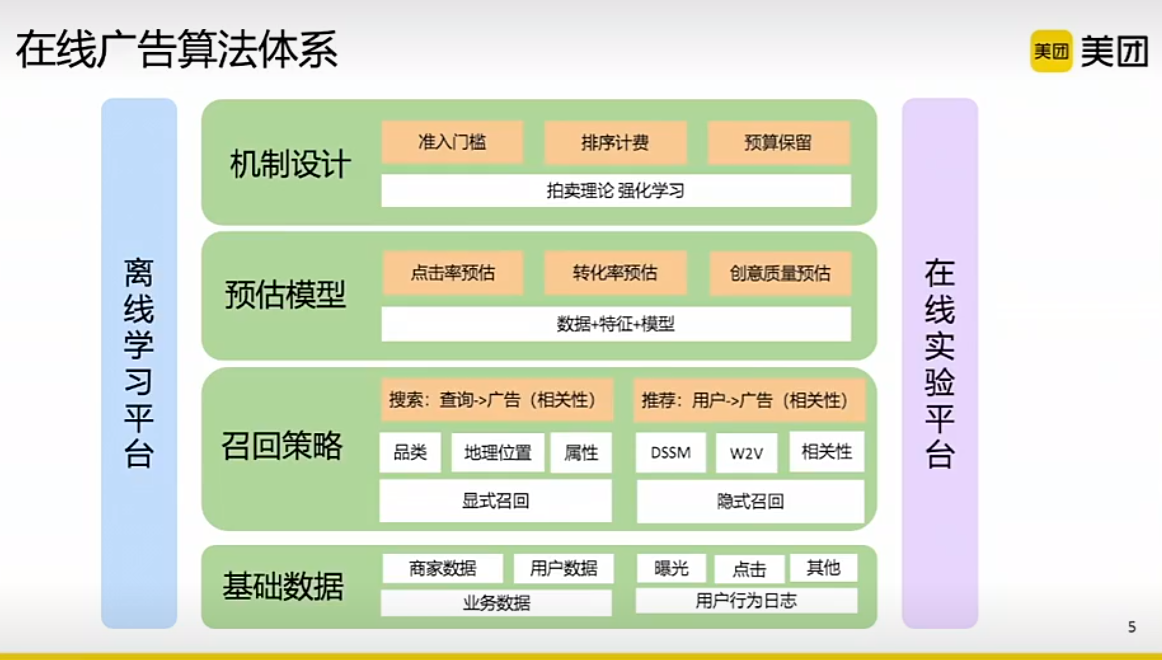 在线广告算法体系
美团 美团
离线学习平台
机制设计
准入门槛 排序计费 预算保留
拍卖理论 强化学习
预估模型
点击率预估 转化率预估 创意质量预估
数据+特征+模型
召回策略
搜索：查询->广告（相关性） 推荐：用户->广告（相关性）
品类 地理位置 属性 DSSM W2V 相关性
显式召回 隐式召回
基础数据
商家数据 用户数据 曝光 点击 其他
业务数据 用户行为日志
在线实验平台
5